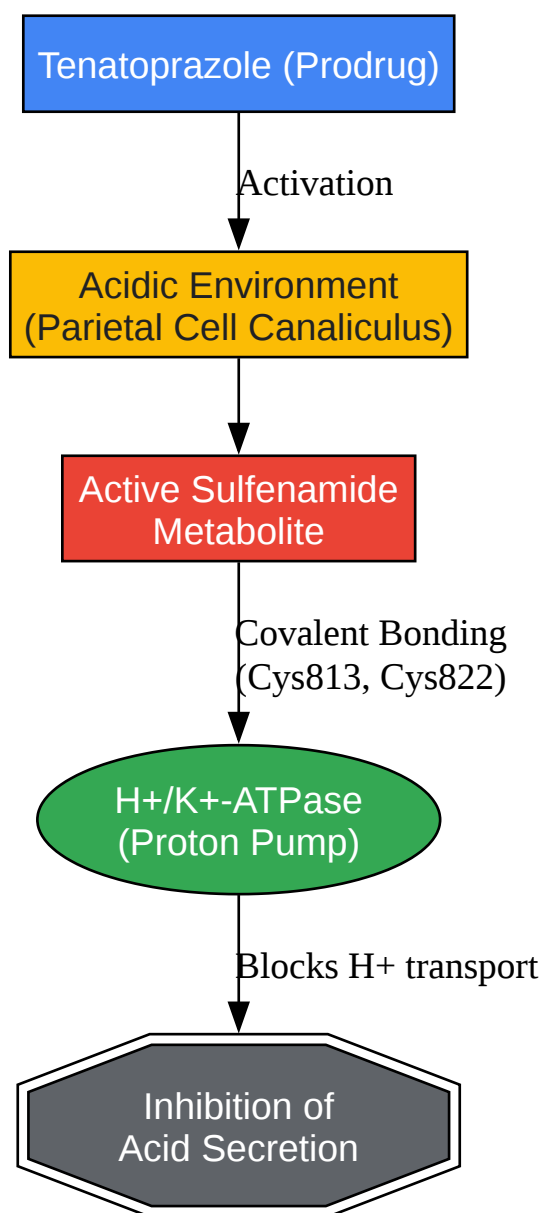 Tenatoprazole (Prodrug)
Activation
Acidic Environment
(Parietal Cell Canaliculus)
Active Sulfenamide
Metabolite
Covalent Bonding
(Cys813, Cys822)
H+/K+-ATPase
(Proton Pump)
Blocks H+ transport
Inhibition of
Acid Secretion